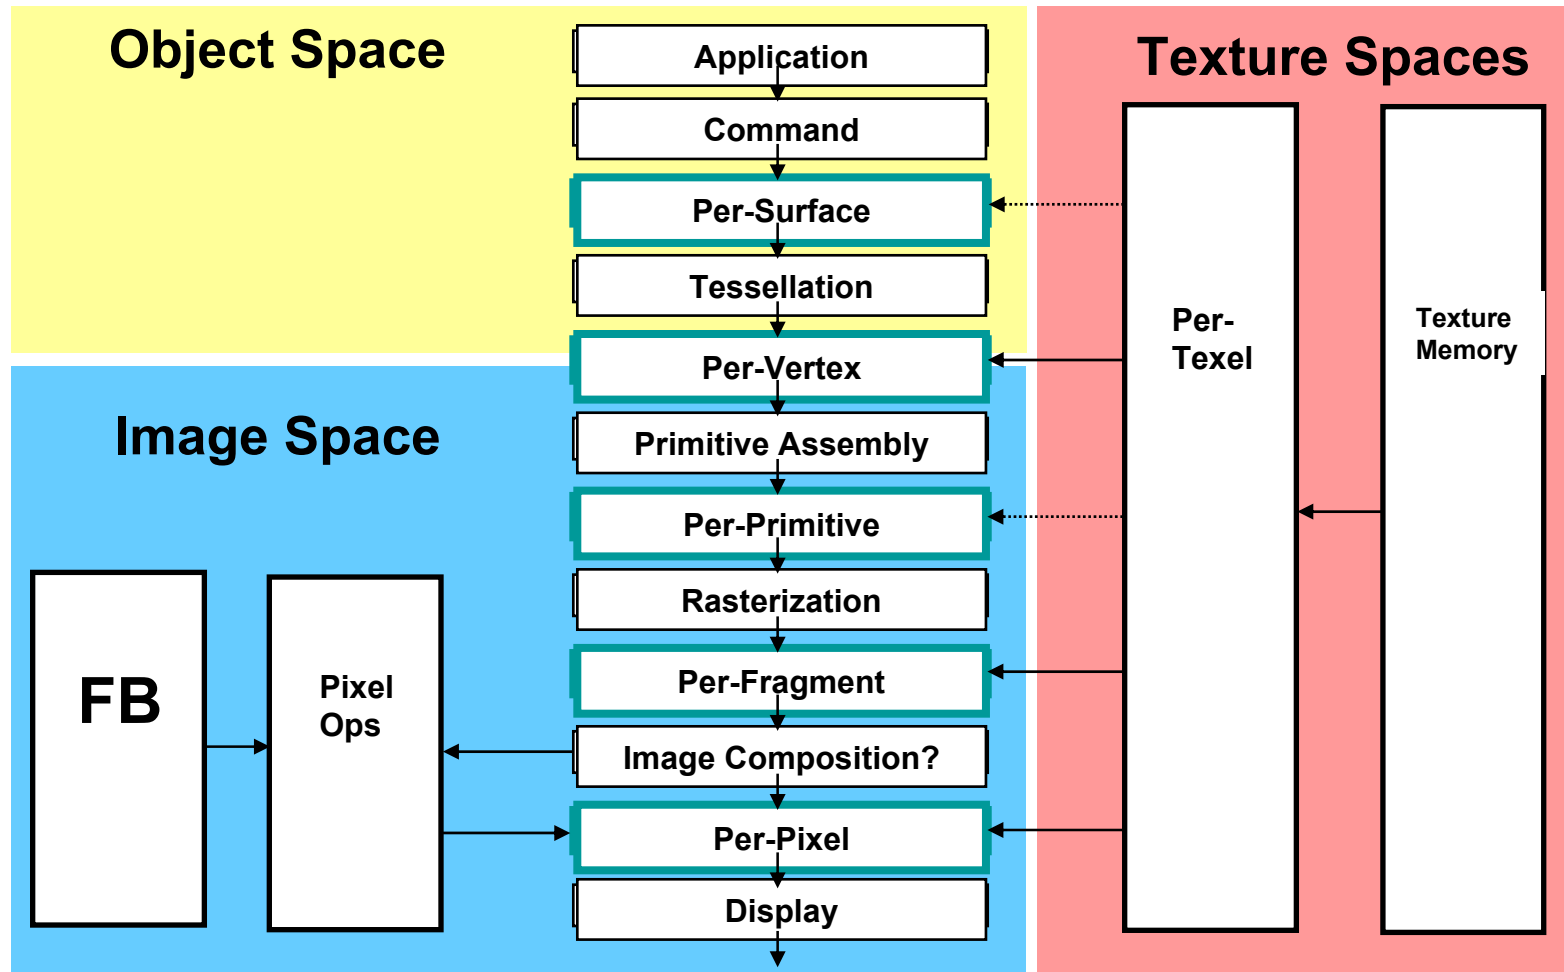 Object Space
Texture Spaces
Application
Command
Per-Surface
Tessellation
Per-Vertex
Primitive Assembly
Per-Primitive
Rasterization
Per-Fragment
Image Composition?
Per-Pixel
Display
Image Space
FB
Pixel
Ops
Per-
Texel
Texture
Memory